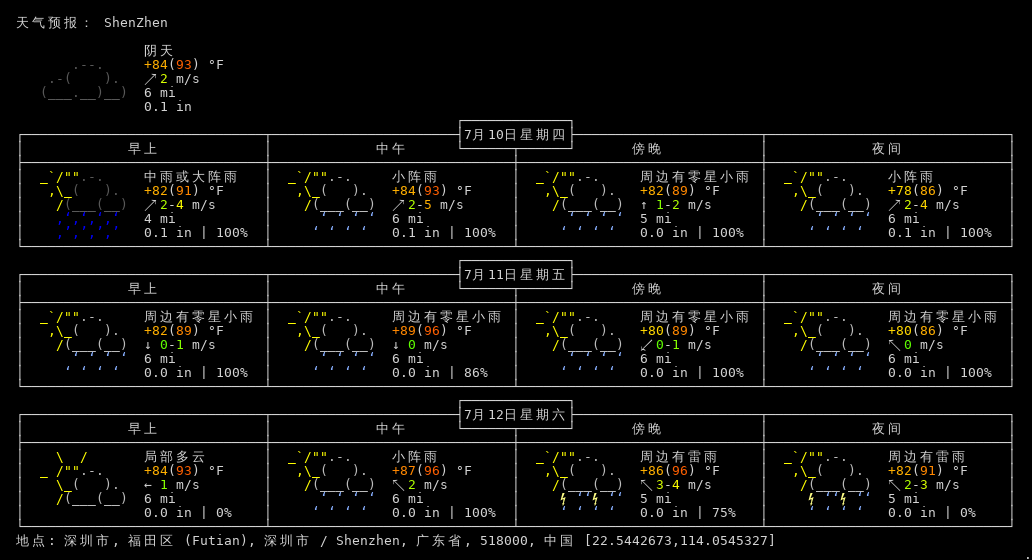 天气预报： ShenZhen
阴天
+84(93) °F
↗2 m/s
6 mi
0.1 in
7月10日星期四
早上 中午 傍晚 夜间
中雨或大阵雨 小阵雨 周边有零星小雨 小阵雨
+82(91) °F +84(93) °F +82(89) °F +78(86) °F
↗2-4 m/s ↗2-5 m/s ↑ 1-2 m/s ↗2-4 m/s
4 mi 6 mi 5 mi 6 mi
0.1 in | 100% 0.1 in | 100% 0.0 in | 100% 0.1 in | 100%
7月11日星期五
早上 中午 傍晚 夜间
周边有零星小雨 周边有零星小雨 周边有零星小雨 周边有零星小雨
+82(89) °F +89(96) °F +80(89) °F +80(86) °F
↓ 0-1 m/s ↓ 0 m/s ↙0-1 m/s ↖0 m/s
6 mi 6 mi 6 mi 6 mi
0.0 in | 100% 0.0 in | 86% 0.0 in | 100% 0.0 in | 100%
7月12日星期六
早上 中午 傍晚 夜间
局部多云 小阵雨 周边有雷雨 周边有雷雨
+84(93) °F +87(96) °F +86(96) °F +82(91) °F
← 1 m/s ↖2 m/s ↖3-4 m/s ↖2-3 m/s
6 mi 6 mi 5 mi 5 mi
0.0 in | 0% 0.0 in | 100% 0.0 in | 75% 0.0 in | 0%
地点: 深圳市, 福田区 (Futian), 深圳市 / Shenzhen, 广东省, 518000, 中国 [22.5442673,114.0545327]